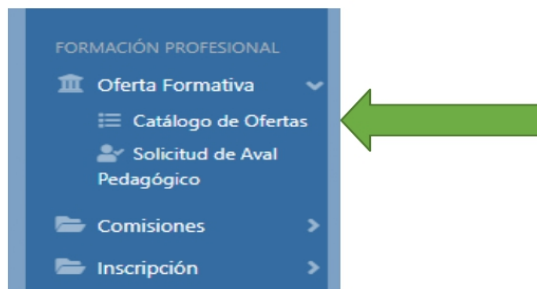 FORMACIÓN PROFESIONAL
Oferta Formativa
Catálogo de Ofertas
Solicitud de Aval
Pedagógico
Comisiones
Inscripción